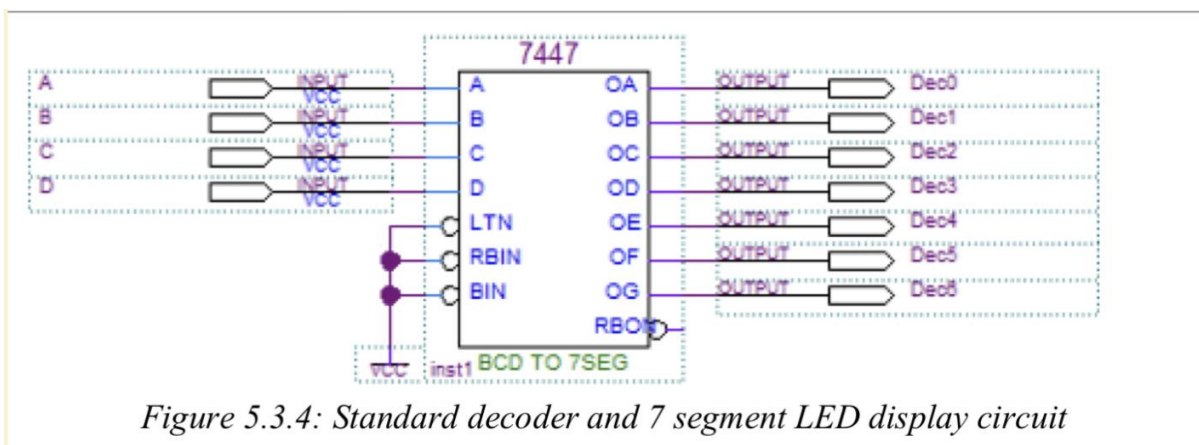 7447
A INPUT VCC A OA OUTPUT Dec0
B INPUT VCC B OB OUTPUT Dec1
C INPUT VCC C OC OUTPUT Dec2
D INPUT VCC D OD OUTPUT Dec3
LTN OE OUTPUT Dec4
RBIN OF OUTPUT Dec5
BIN OG OUTPUT Dec6
RBON
VCC inst1 BCD TO 7SEG
Figure 5.3.4: Standard decoder and 7 segment LED display circuit